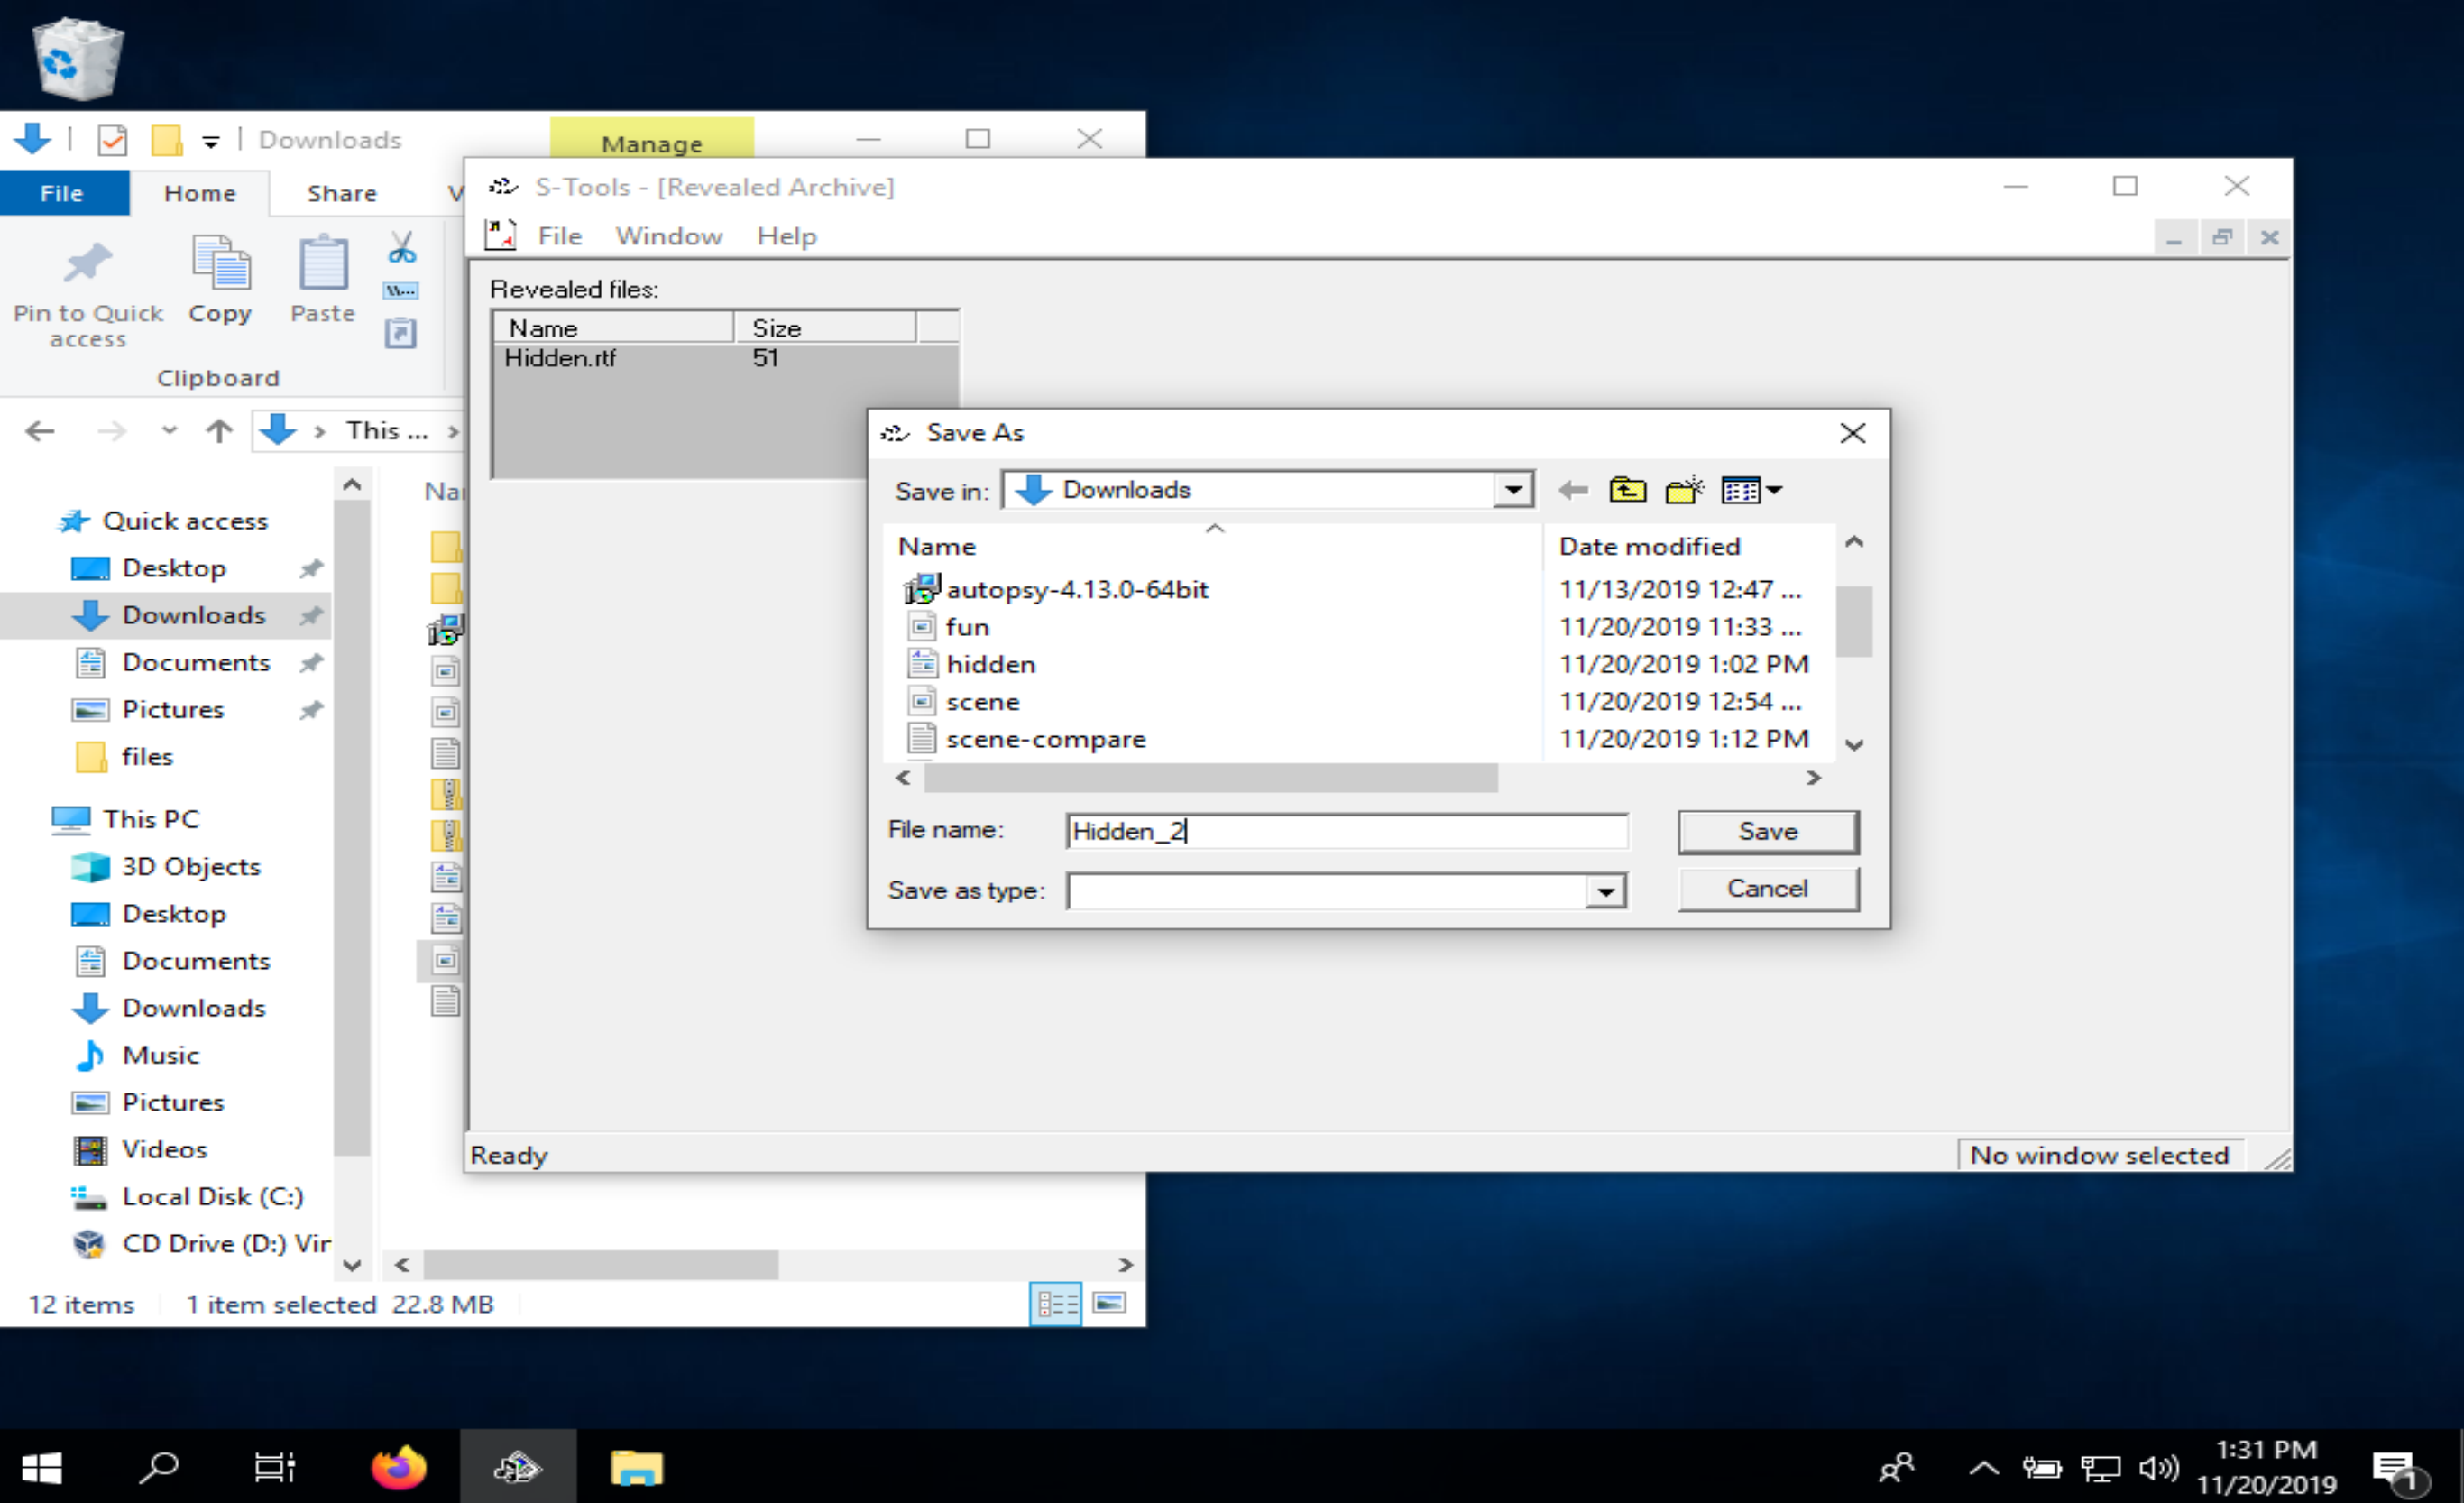 Downloads
Manage
File
Home
Share
V
Pin to Quick access
Copy
Paste
Clipboard
This ...
Quick access
Desktop
Downloads
Documents
Pictures
files
This PC
3D Objects
Desktop
Documents
Downloads
Music
Pictures
Videos
Local Disk (C:)
CD Drive (D:) Vir
Nar
12 items
1 item selected 22.8 MB
S-Tools - [Revealed Archive]
File Window Help
Revealed files:
Name Size
Hidden.rtf 51
Save As
Save in: Downloads
Name Date modified
autopsy-4.13.0-64bit 11/13/2019 12:47 ...
fun 11/20/2019 11:33 ...
hidden 11/20/2019 1:02 PM
scene 11/20/2019 12:54 ...
scene-compare 11/20/2019 1:12 PM
File name: Hidden_2
Save
Save as type:
Cancel
Ready
No window selected
1:31 PM
11/20/2019
1